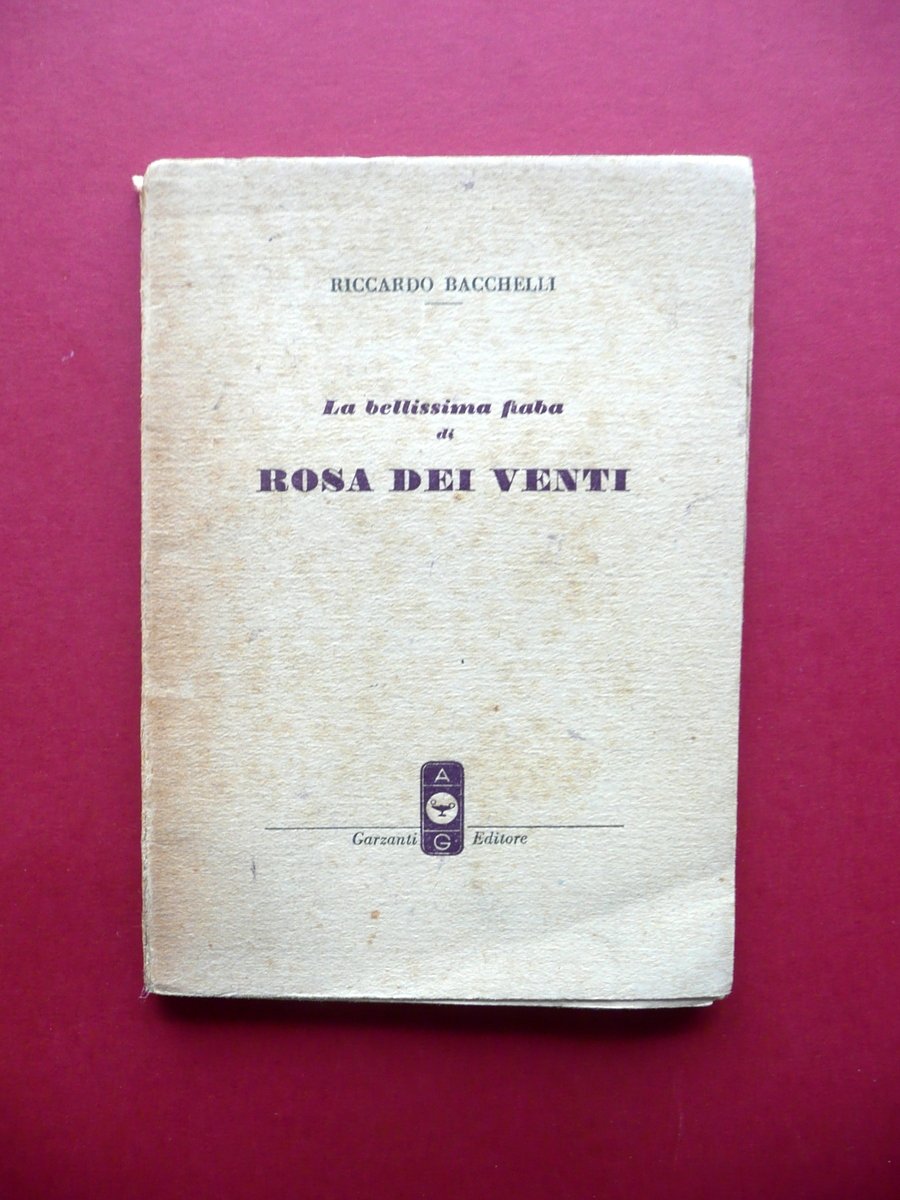 RICCARDO BACCHELLI
La bellissima fiaba
di
ROSA DEI VENTI
A
G
Garzanti Editore